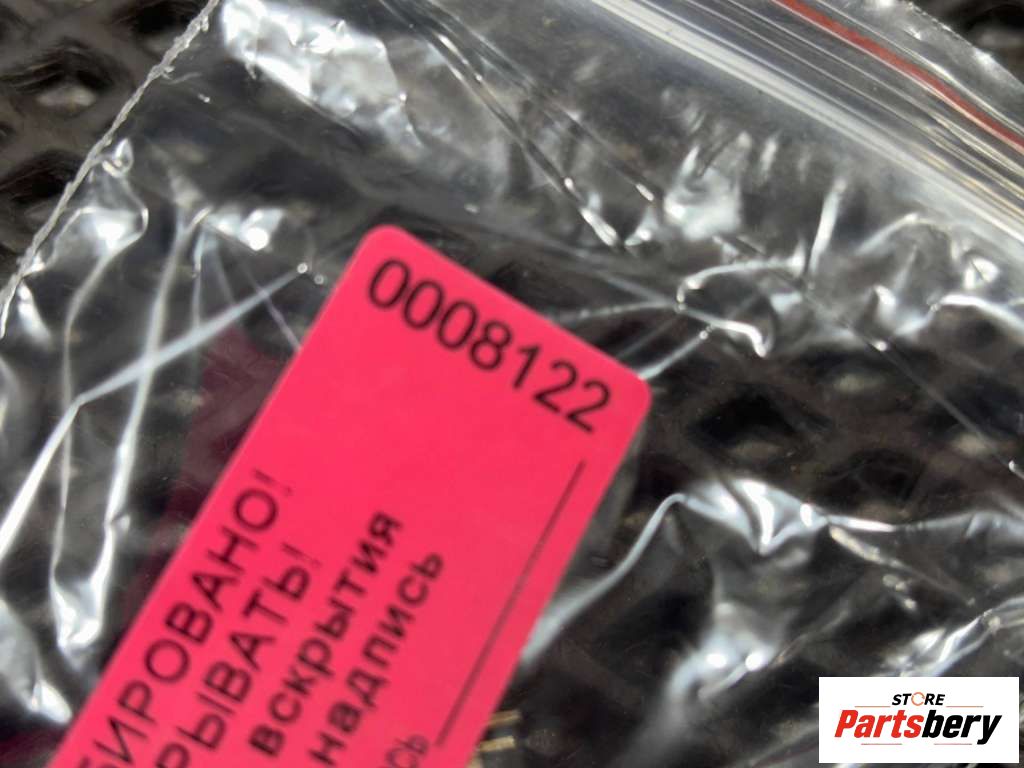 0008122
БИРОВАНО!
РЫВАТЬ!
вскрытия
надпись
STORE
Partsbery